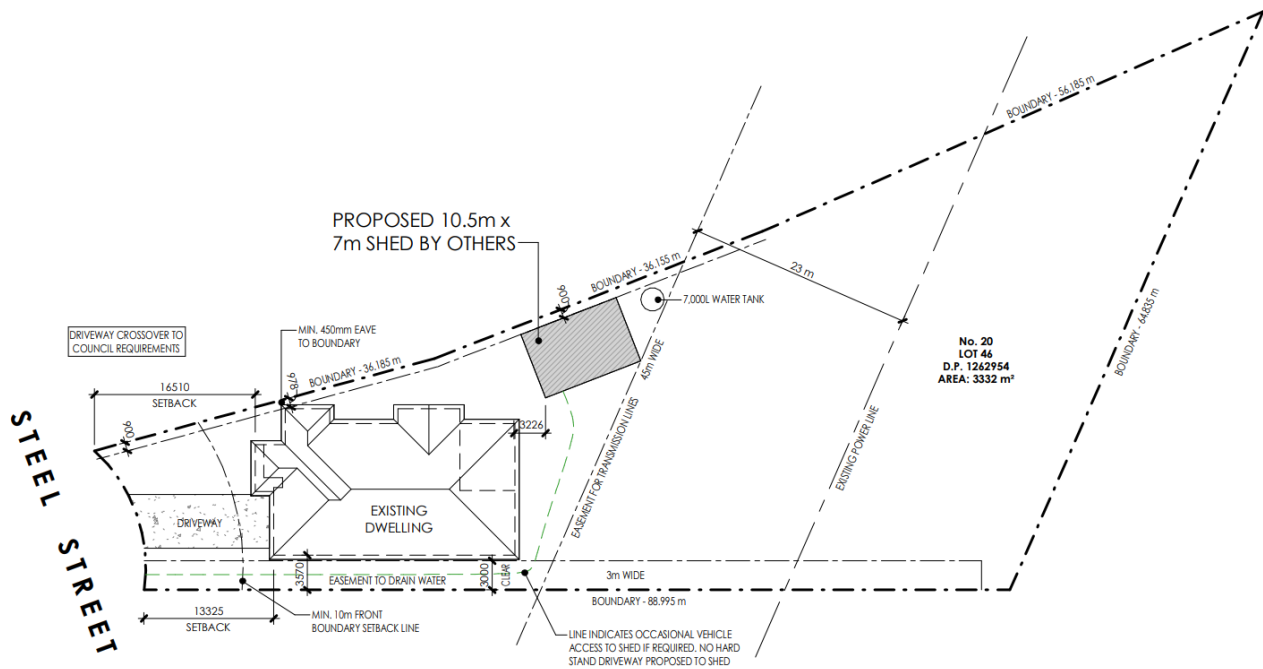 BOUNDARY - 56.185 m
PROPOSED 10.5m x
7m SHED BY OTHERS
BOUNDARY - 36.155 m
900
23 m
7,000L WATER TANK
BOUNDARY - 64.835 m
DRIVEWAY CROSSOVER TO
COUNCIL REQUIREMENTS
MIN. 450mm EAVE
TO BOUNDARY
BOUNDARY - 36.185 m
978
45m WIDE
No. 20
LOT 46
D.P. 1262954
AREA: 3332 m²
16510
SETBACK
900
3226
EASEMENT FOR TRANSMISSION LINES
EXISTING POWER LINE
STEEL STREET
DRIVEWAY
EXISTING
DWELLING
3570
EASEMENT TO DRAIN WATER
3000
CLEAR
3m WIDE
BOUNDARY - 88.995 m
13325
SETBACK
MIN. 10m FRONT
BOUNDARY SETBACK LINE
LINE INDICATES OCCASIONAL VEHICLE
ACCESS TO SHED IF REQUIRED. NO HARD
STAND DRIVEWAY PROPOSED TO SHED